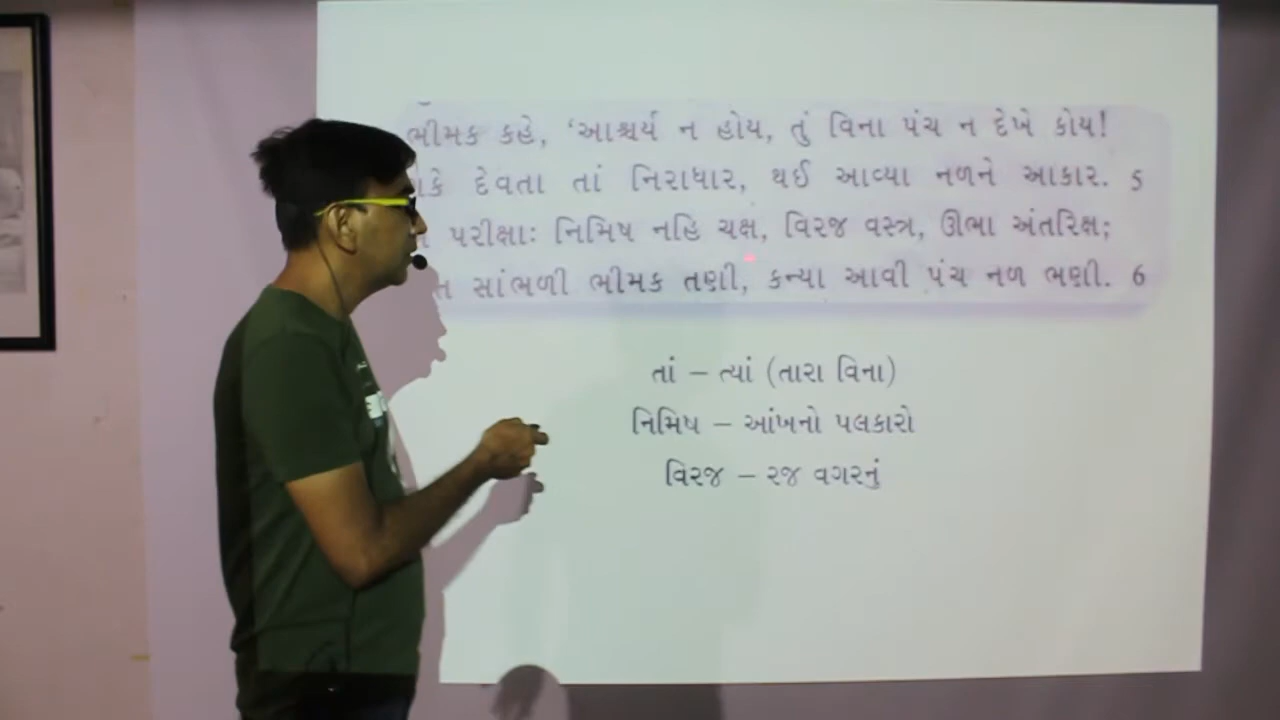 ભીમક કહે, ‘આશ્ચર્ય ન હોય, તું વિના પંચ ન દેખે કોય!
દેવતા તાં નિરાધાર, થઈ આવ્યા નળને આકાર. 5
પરીક્ષાઃ નિમિષ નહિ ચક્ષ, વિરજ વસ્ત્ર, ઊભા અંતરિક્ષ;
સાંભળી ભીમક તણી, કન્યા આવી પંચ નળ ભણી. 6
તાં – ત્યાં (તારા વિના)
નિમિષ – આંખનો પલકારો
વિરજ – રજ વગરનું